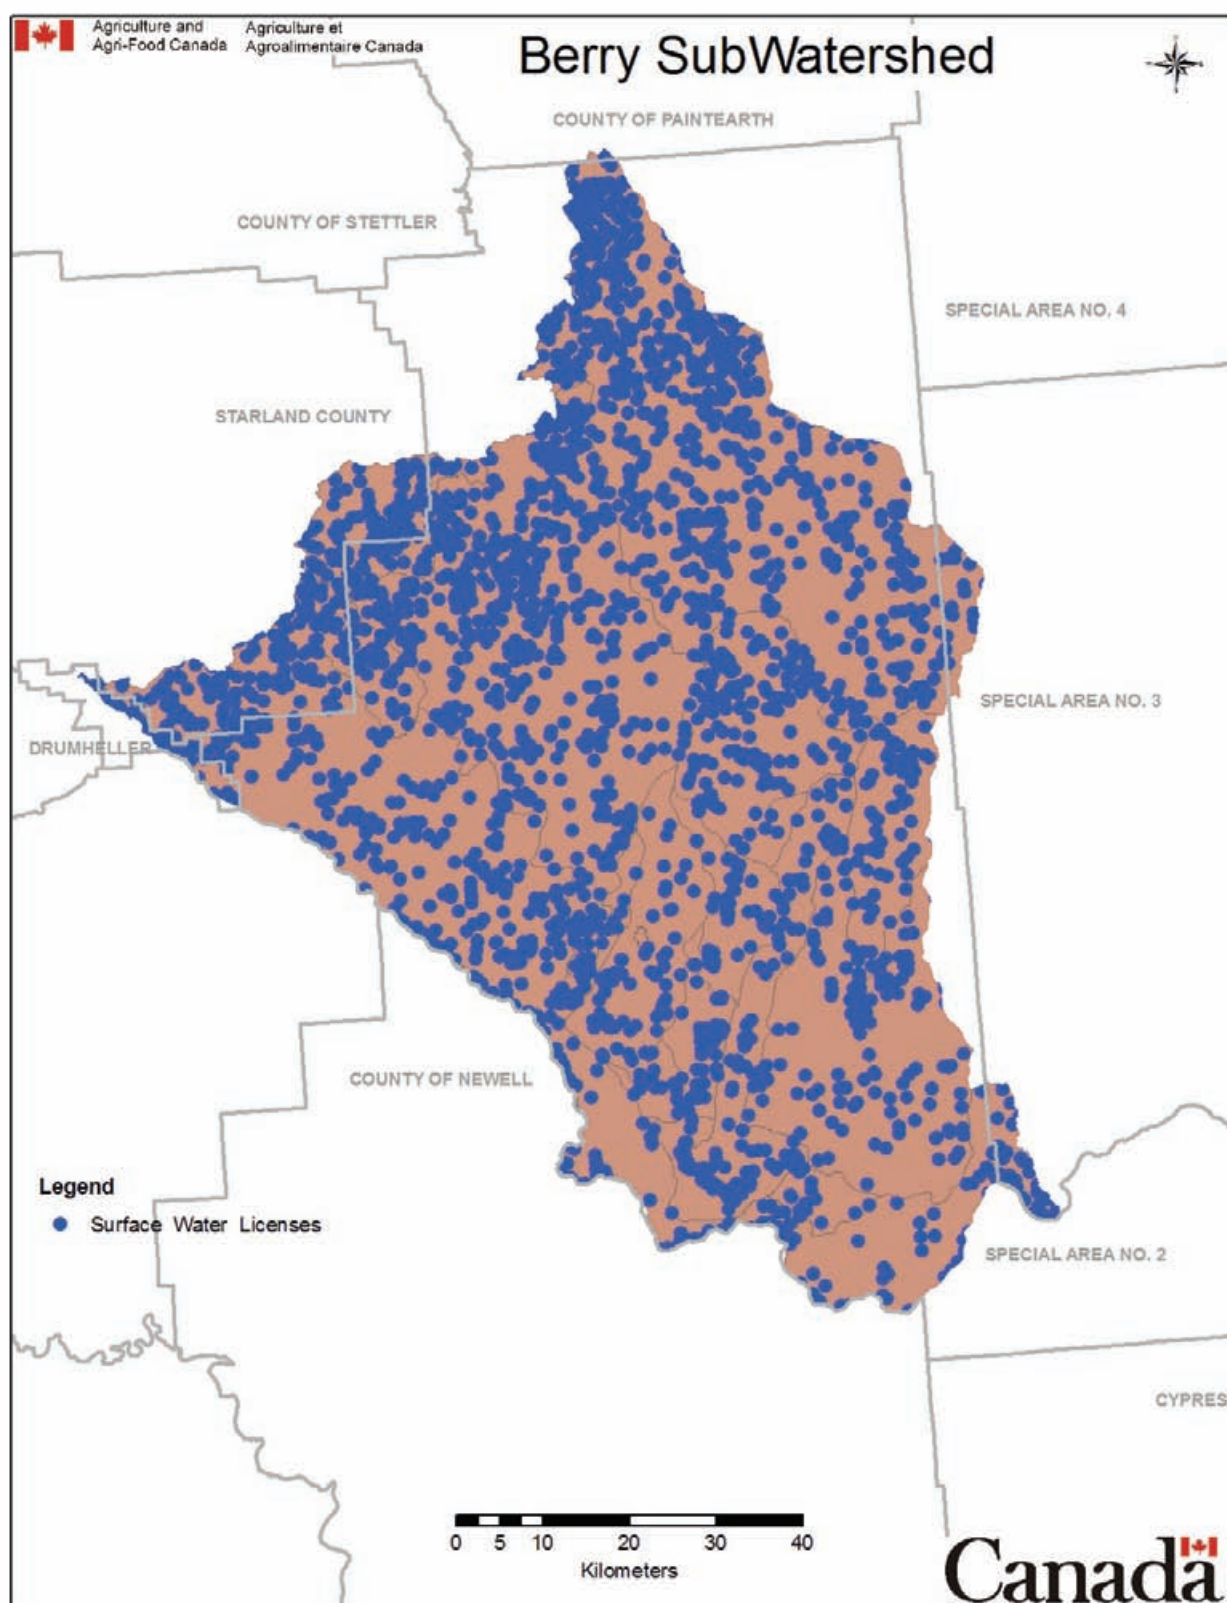 Agriculture and
Agri-Food Canada
Agriculture et
Agroalimentaire Canada
Berry SubWatershed
COUNTY OF PAINTEARTH
COUNTY OF STETTLER
SPECIAL AREA NO. 4
STARLAND COUNTY
SPECIAL AREA NO. 3
DRUMHELLER
COUNTY OF NEWELL
Legend
Surface Water Licenses
SPECIAL AREA NO. 2
CYPRES
0 5 10 20 30 40
Kilometers
Canada